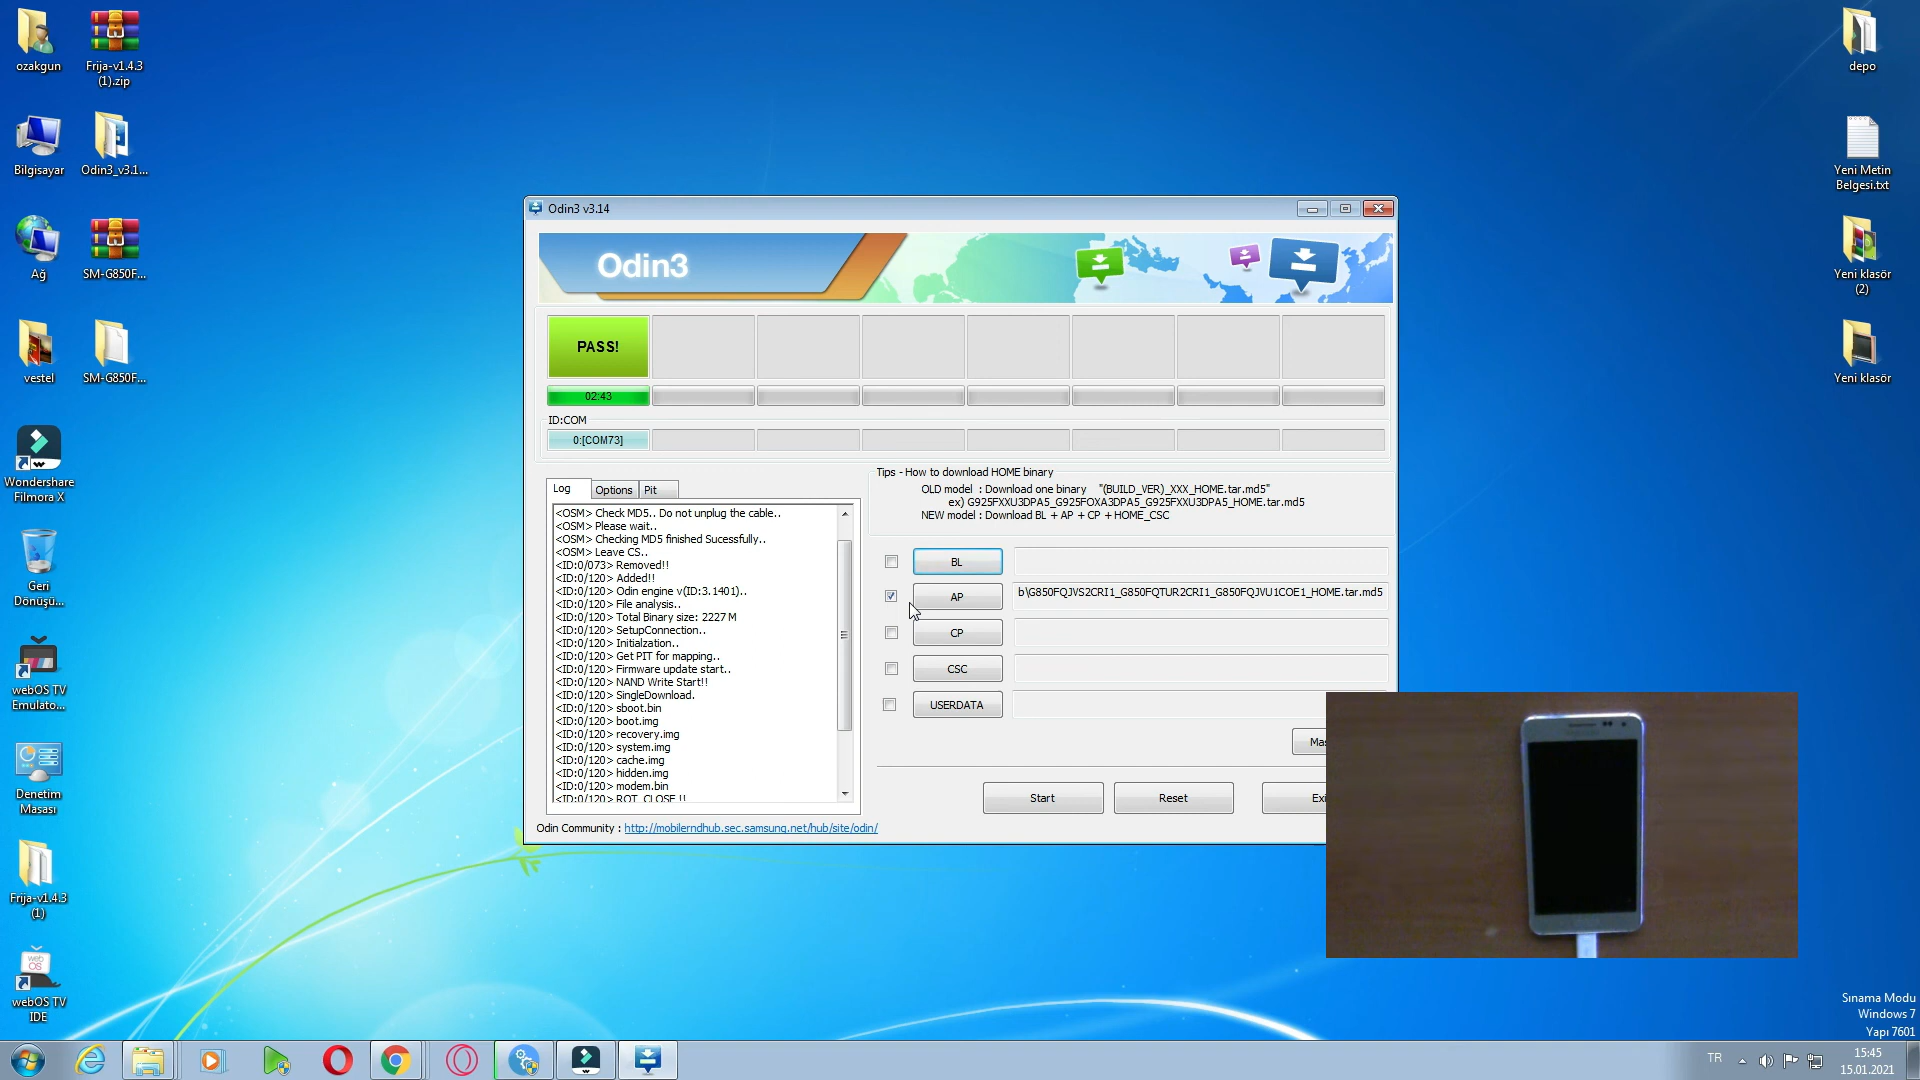 ozakgun
Frija-v1.4.3
(1).zip
Bilgisayar
Odin3_v3.1...
Ağ
SM-G850F...
vestel
SM-G850F...
Wondershare
Filmora X
Geri
Dönüşü...
webOS TV
Emulato...
Denetim
Masası
Frija-v1.4.3
(1)
web
OS
webOS TV
IDE
depo
Yeni Metin
Belgesi.txt
Yeni klasör
(2)
Yeni klasör
Odin3 v3.14
Odin3
PASS!
02:43
ID:COM
0:[COM73]
Log
Options
Pit
<OSM> Check MD5.. Do not unplug the cable..
<OSM> Please wait..
<OSM> Checking MD5 finished Sucessfully..
<OSM> Leave CS..
<ID:0/073> Removed!!
<ID:0/120> Added!!
<ID:0/120> Odin engine v(ID:3.1401)..
<ID:0/120> File analysis..
<ID:0/120> Total Binary size: 2227 M
<ID:0/120> SetupConnection..
<ID:0/120> Initialzation..
<ID:0/120> Get PIT for mapping..
<ID:0/120> Firmware update start..
<ID:0/120> NAND Write Start!!
<ID:0/120> SingleDownload.
<ID:0/120> sboot.bin
<ID:0/120> boot.img
<ID:0/120> recovery.img
<ID:0/120> system.img
<ID:0/120> cache.img
<ID:0/120> hidden.img
<ID:0/120> modem.bin
<ID:0/120> RQT_CLOSE !!
Tips - How to download HOME binary
OLD model : Download one binary "(BUILD_VER)_XXX_HOME.tar.md5"
ex) G925FXXU3DPA5_G925FOXA3DPA5_G925FXXU3DPA5_HOME.tar.md5
NEW model : Download BL + AP + CP + HOME_CSC
BL
AP
b\G850FQJVS2CRI1_G850FQTUR2CRI1_G850FQJVU1COE1_HOME.tar.md5
CP
CSC
USERDATA
Mas
Start
Reset
Exi
Odin Community : http://mobilerndhub.sec.samsung.net/hub/site/odin/
Sınama Modu
Windows 7
Yapı 7601
TR
15:45
15.01.2021